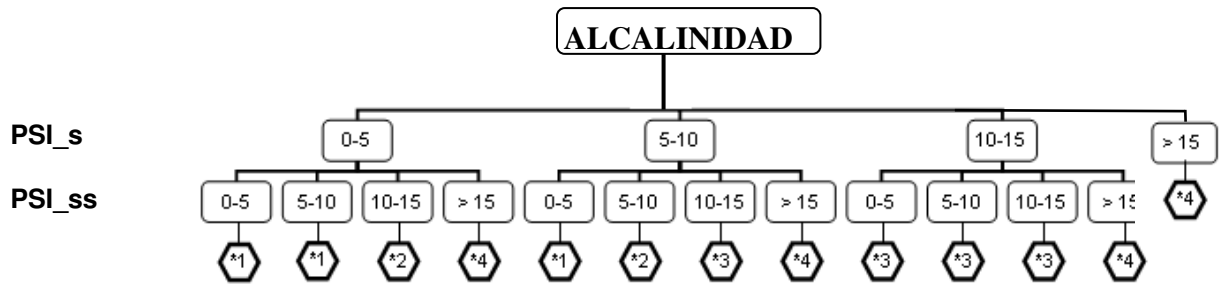 ALCALINIDAD
PSI_s 0-5 5-10 10-15 > 15
PSI_ss 0-5 5-10 10-15 > 15 0-5 5-10 10-15 > 15 0-5 5-10 10-15 > 15 *4
*1 *1 *2 *4 *1 *2 *3 *4 *3 *3 *3 *4